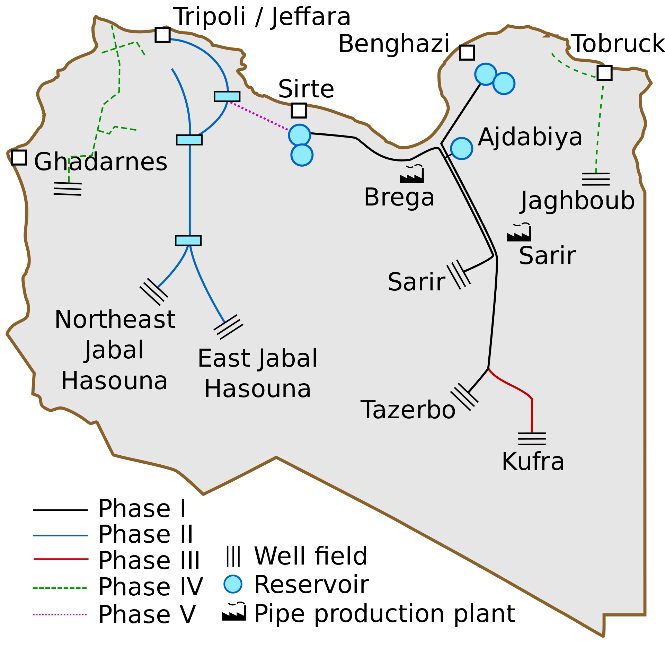 Tripoli / Jeffara
Benghazi
Tobruck
Sirte
Ajdabiya
Ghadarnes
Brega
Jaghboub
Sarir
Sarir
Northeast
Jabal
Hasouna
East Jabal
Hasouna
Tazerbo
Kufra
Phase I
Phase II
Phase III
Phase IV
Phase V
Well field
Reservoir
Pipe production plant